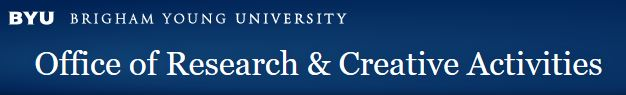 BYU BRIGHAM YOUNG UNIVERSITY
Office of Research & Creative Activities